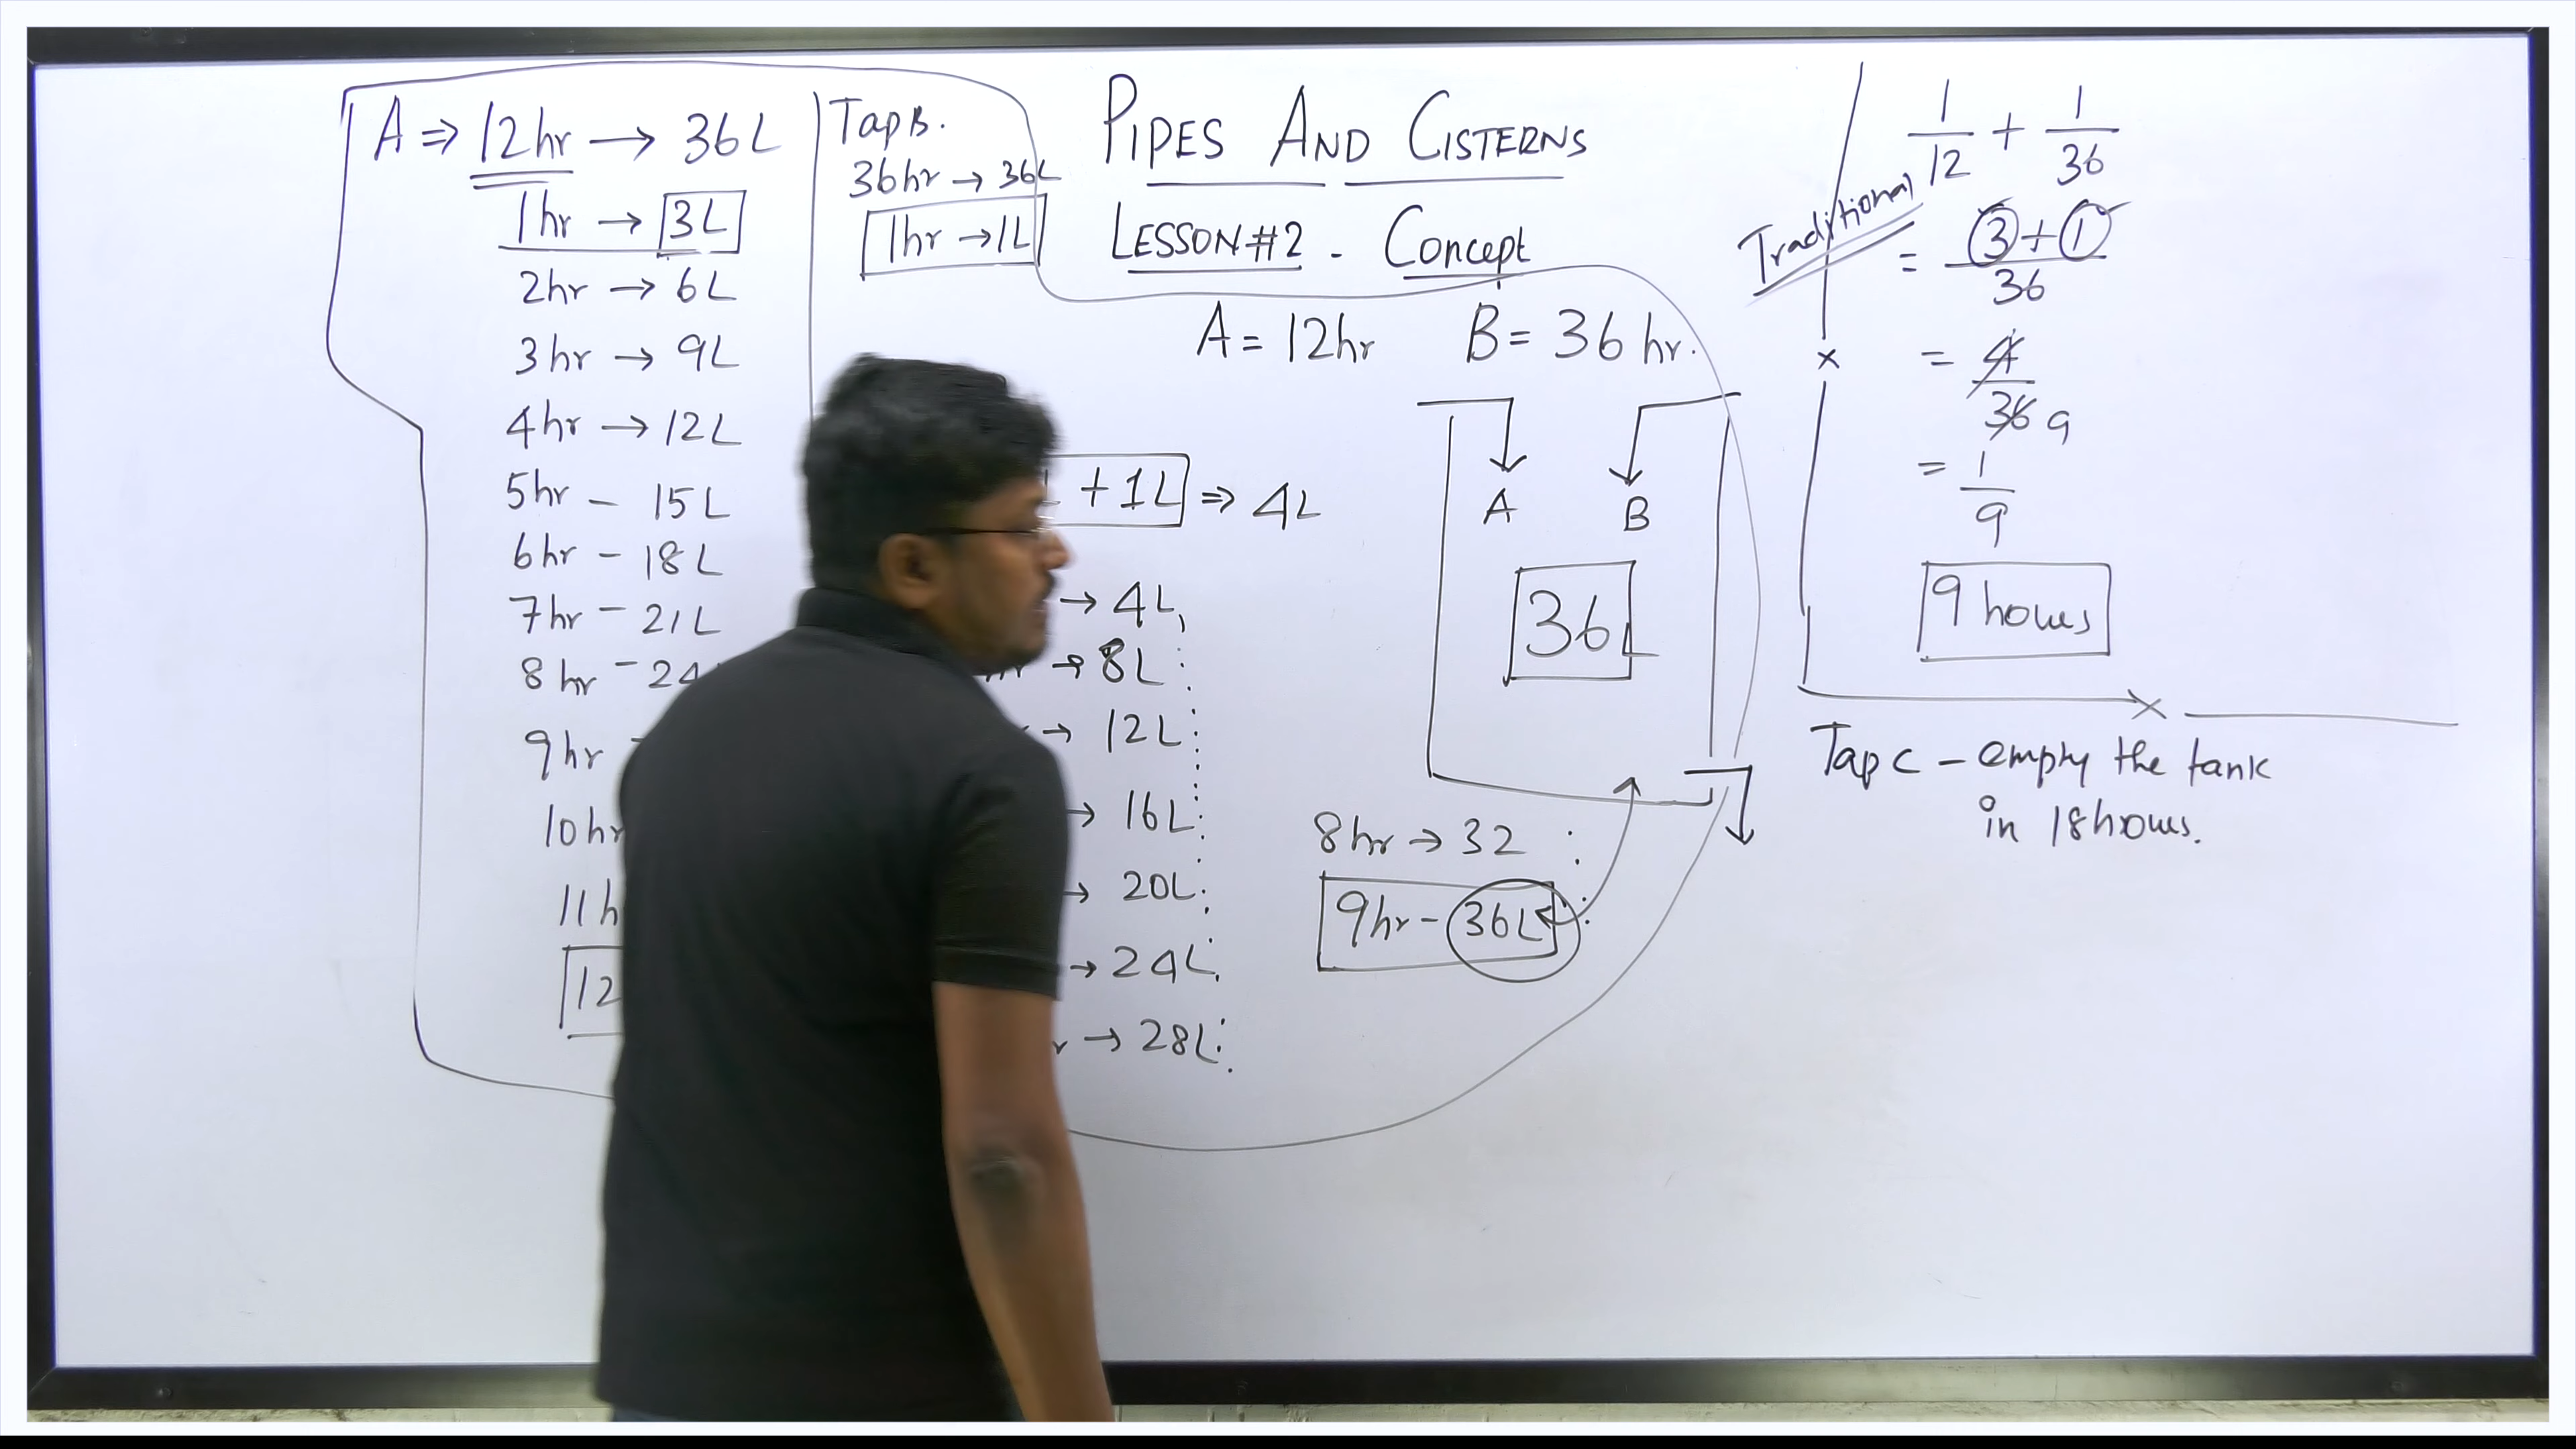 A ⇒ 12hr → 36L
1hr → 3L
2hr → 6L
3hr → 9L
4hr → 12L
5hr - 15L
6hr - 18L
7hr - 21L
8hr - 24
9hr
10hr
11h
12
Tap B.
36hr → 36L
1hr → 1L
PIPES AND CISTERNS
LESSON #2 - Concept
A = 12hr B = 36 hr.
+ 1L ⇒ 4L
→ 4L
→ 8L
→ 12L
→ 16L
→ 20L
→ 24L
→ 28L
A B
36L
8hr → 32
9hr - 36L
Traditional
1/12 + 1/36
= 3+1/36
= 4/36 9
= 1/9
9 hours
Tap C - empty the tank
in 18 hours.